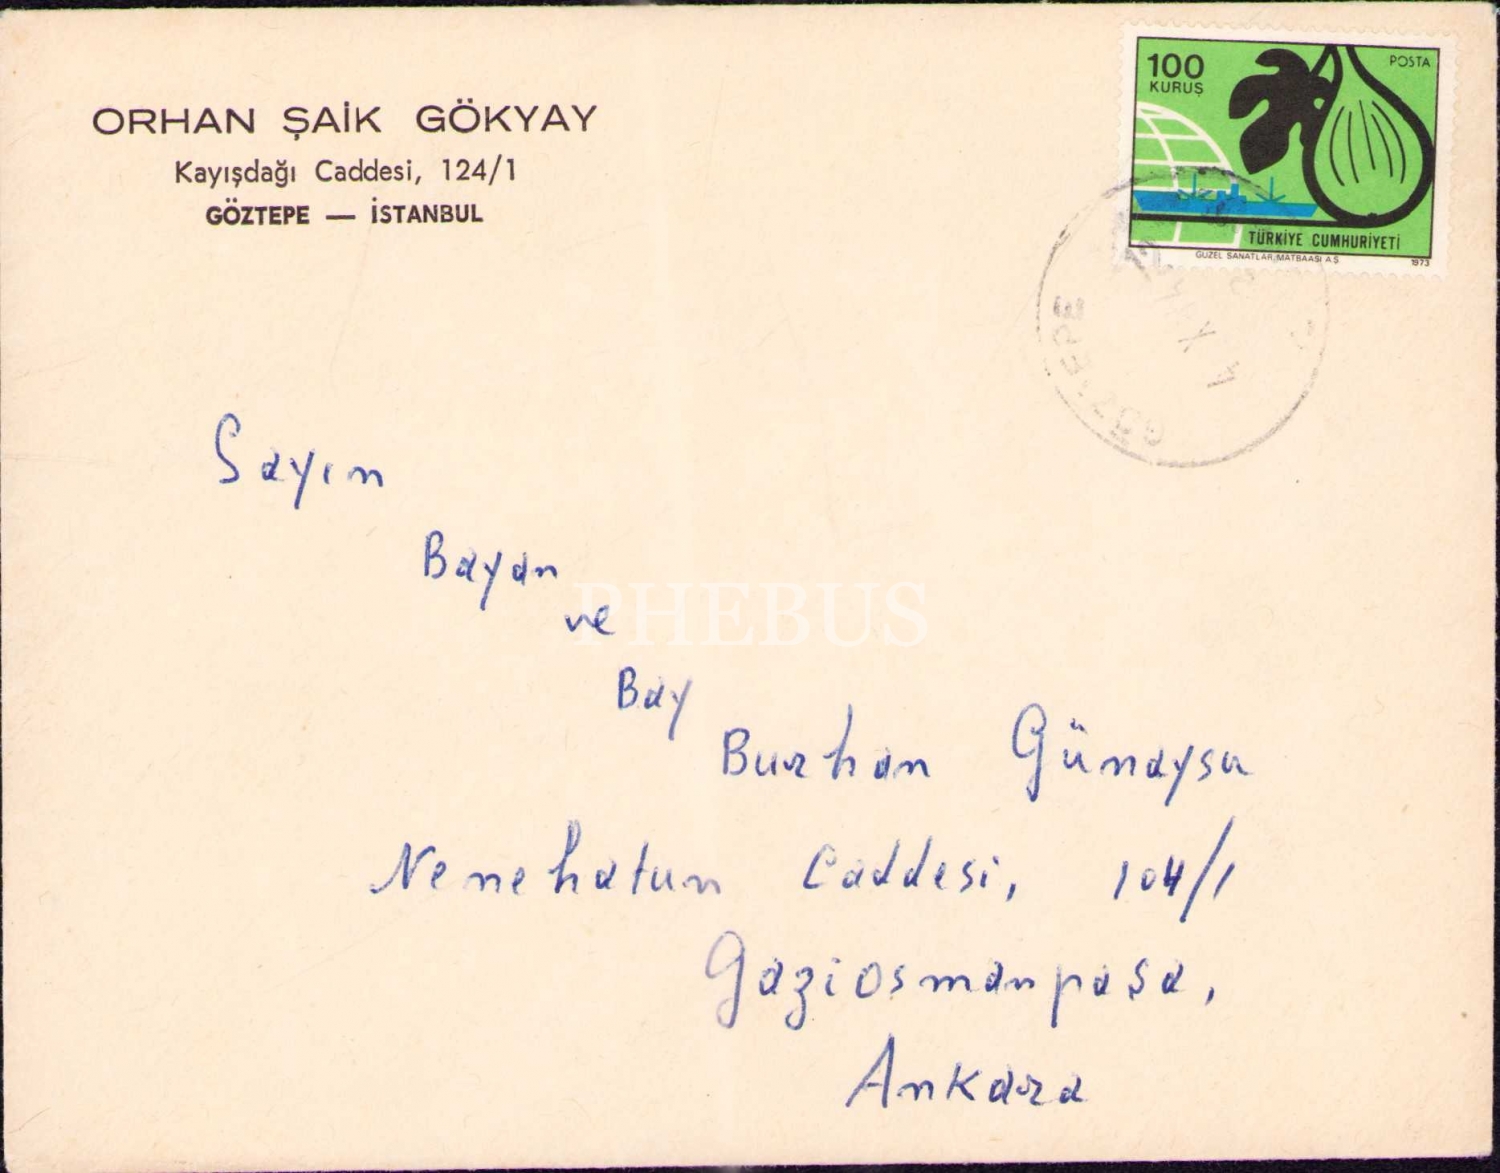 ORHAN ŞAİK GÖKYAY
Kayışdağı Caddesi, 124/1
GÖZTEPE — İSTANBUL
100
KURUŞ
POSTA
TÜRKİYE CUMHURİYETİ
GÜZEL SANATLAR MATBAASI A.Ş.
1973
GÖZTEPE
Sayın
Bayan
ve
Bay
Burhan Günaysu
Nenehatun Caddesi, 104/1
Gaziosmanpaşa,
Ankara
PHEBUS